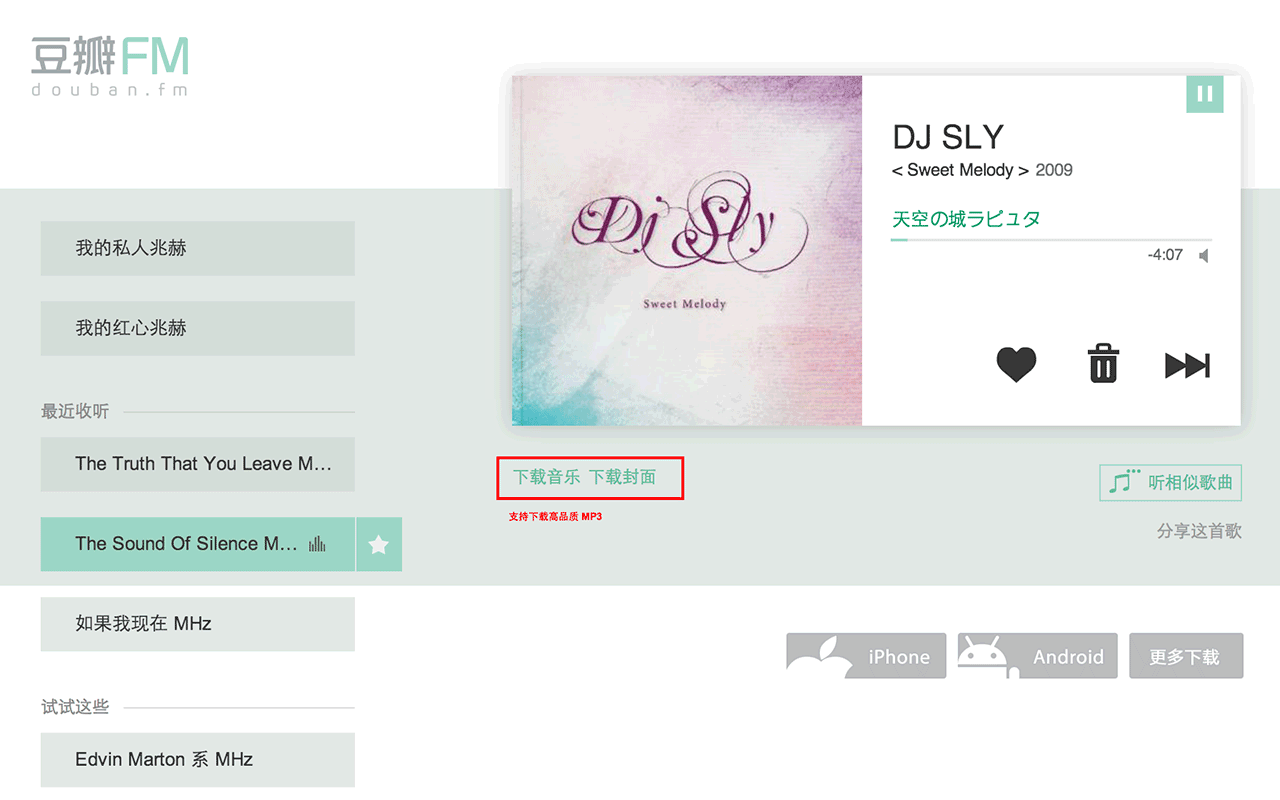 豆瓣FM
douban.fm
我的私人兆赫
我的红心兆赫
最近收听
The Truth That You Leave M...
The Sound Of Silence M...
如果我现在 MHz
试试这些
Edvin Marton 系 MHz
Dj Sly
Sweet Melody
DJ SLY
< Sweet Melody > 2009
天空の城ラピュタ
-4:07
下载音乐 下载封面
支持下载高品质 MP3
听相似歌曲
分享这首歌
iPhone
Android
更多下载